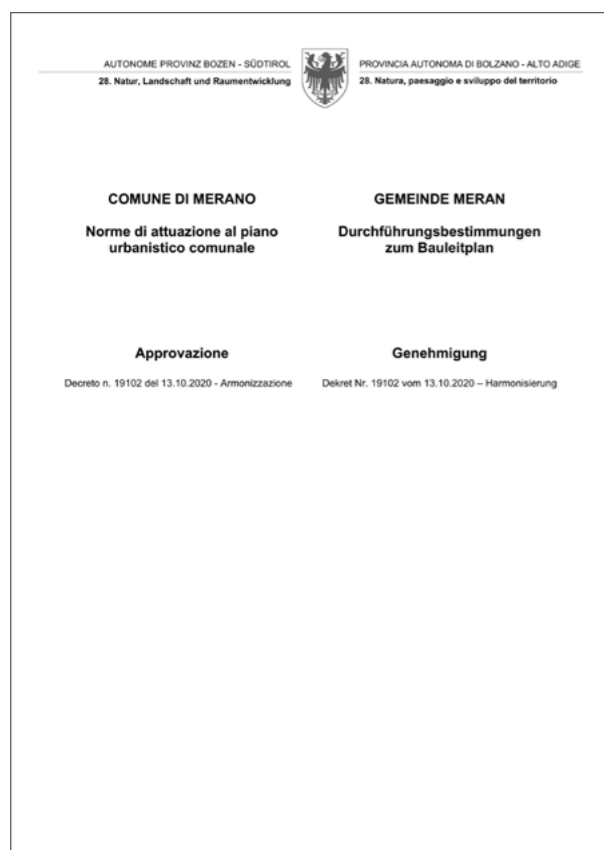 AUTONOME PROVINZ BOZEN - SÜDTIROL
28. Natur, Landschaft und Raumentwicklung
PROVINCIA AUTONOMA DI BOLZANO - ALTO ADIGE
28. Natura, paesaggio e sviluppo del territorio
COMUNE DI MERANO
Norme di attuazione al piano
urbanistico comunale
GEMEINDE MERAN
Durchführungsbestimmungen
zum Bauleitplan
Approvazione
Decreto n. 19102 del 13.10.2020 - Armonizzazione
Genehmigung
Dekret Nr. 19102 vom 13.10.2020 – Harmonisierung